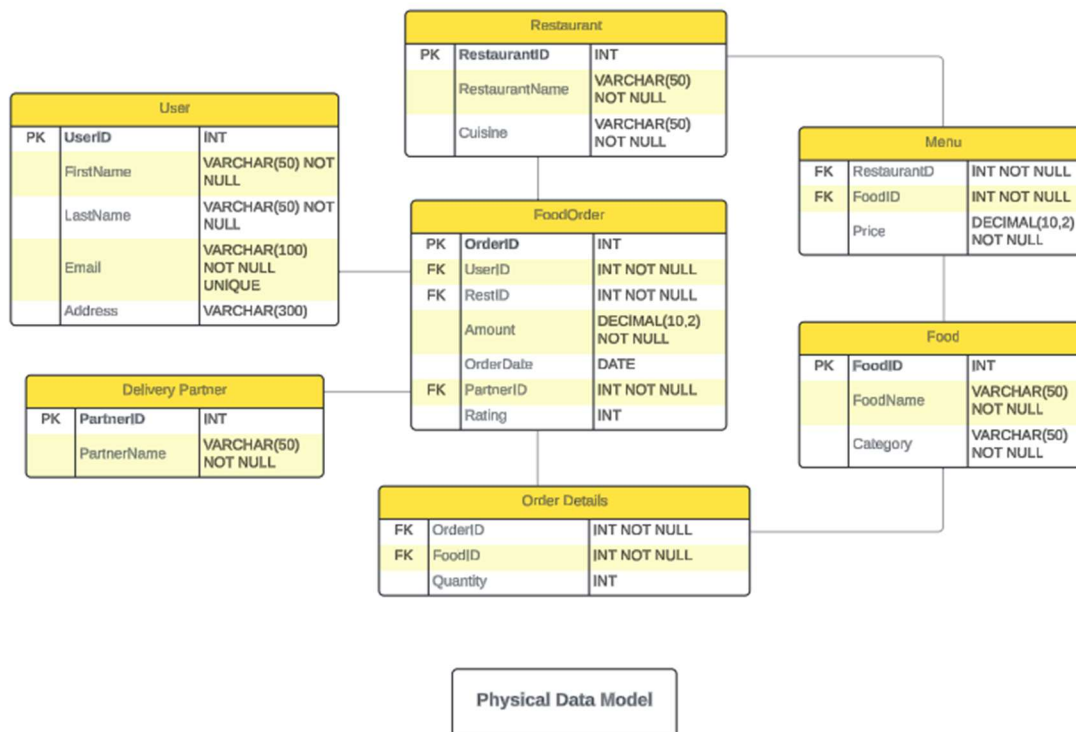 Restaurant
PK RestaurantID INT
RestaurantName VARCHAR(50)
NOT NULL
Cuisine VARCHAR(50)
NOT NULL
User
PK UserID INT
FirstName VARCHAR(50) NOT
NULL
LastName VARCHAR(50) NOT
NULL
Email VARCHAR(100)
NOT NULL
UNIQUE
Address VARCHAR(300)
Menu
FK RestaurantD INT NOT NULL
FK FoodID INT NOT NULL
Price DECIMAL(10,2)
NOT NULL
FoodOrder
PK OrderID INT
FK UserID INT NOT NULL
FK RestID INT NOT NULL
Amount DECIMAL(10,2)
NOT NULL
OrderDate DATE
FK PartnerID INT NOT NULL
Rating INT
Food
PK FoodID INT
FoodName VARCHAR(50)
NOT NULL
Category VARCHAR(50)
NOT NULL
Delivery Partner
PK PartnerID INT
PartnerName VARCHAR(50)
NOT NULL
Order Details
FK OrderID INT NOT NULL
FK FoodID INT NOT NULL
Quantity INT
Physical Data Model